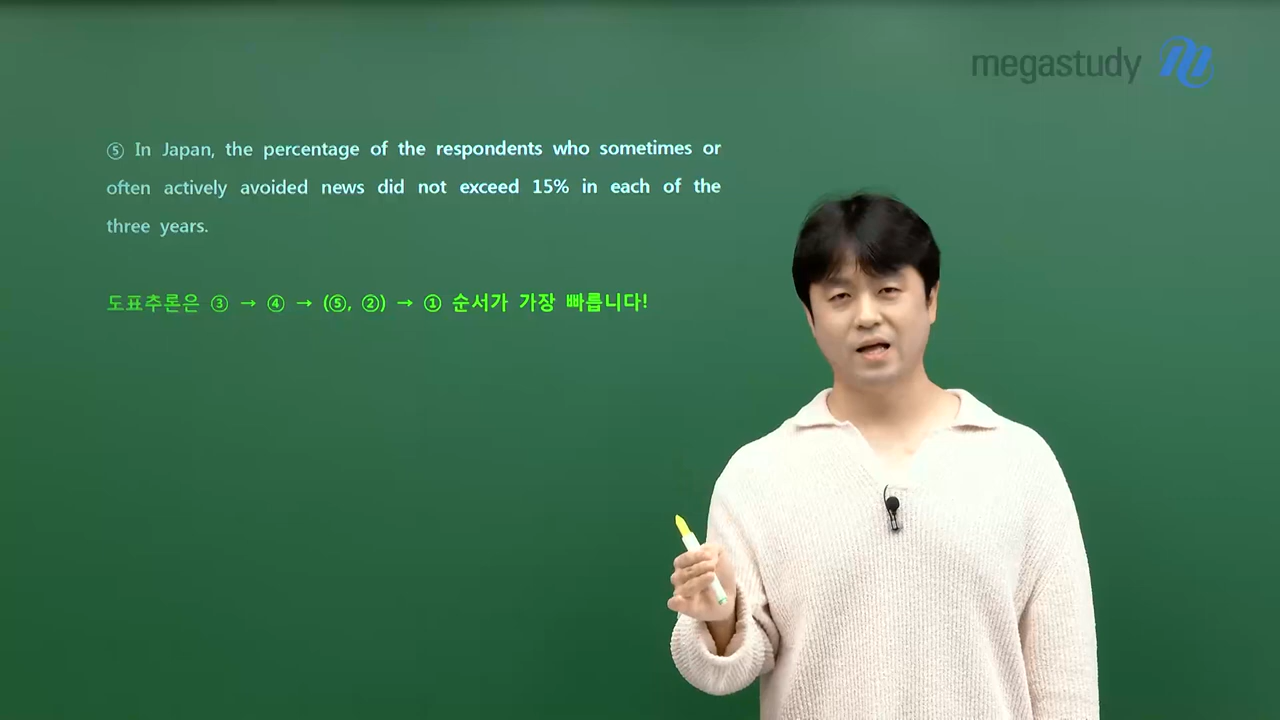 megastudy
⑤ In Japan, the percentage of the respondents who sometimes or
often actively avoided news did not exceed 15% in each of the
three years.
도표추론은 ③ → ④ → (⑤, ②) → ① 순서가 가장 빠릅니다!